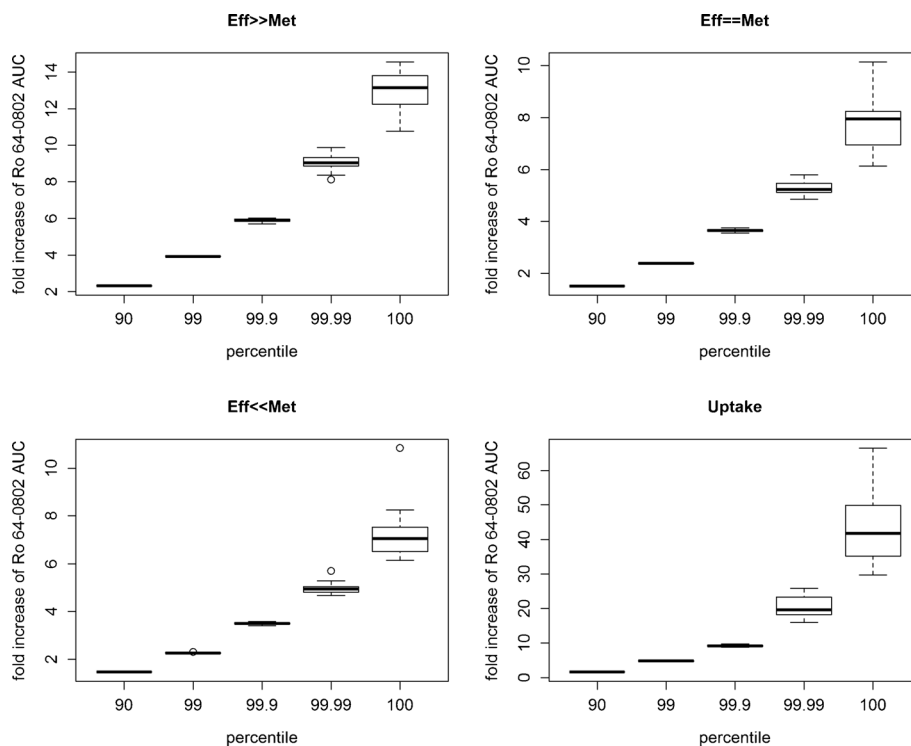 Eff>>Met
fold increase of Ro 64-0802 AUC
14
12
10
8
6
4
2
90 99 99.9 99.99 100
percentile
Eff==Met
fold increase of Ro 64-0802 AUC
10
8
6
4
2
90 99 99.9 99.99 100
percentile
Eff<<Met
fold increase of Ro 64-0802 AUC
10
8
6
4
2
90 99 99.9 99.99 100
percentile
Uptake
fold increase of Ro 64-0802 AUC
60
50
40
30
20
10
0
90 99 99.9 99.99 100
percentile